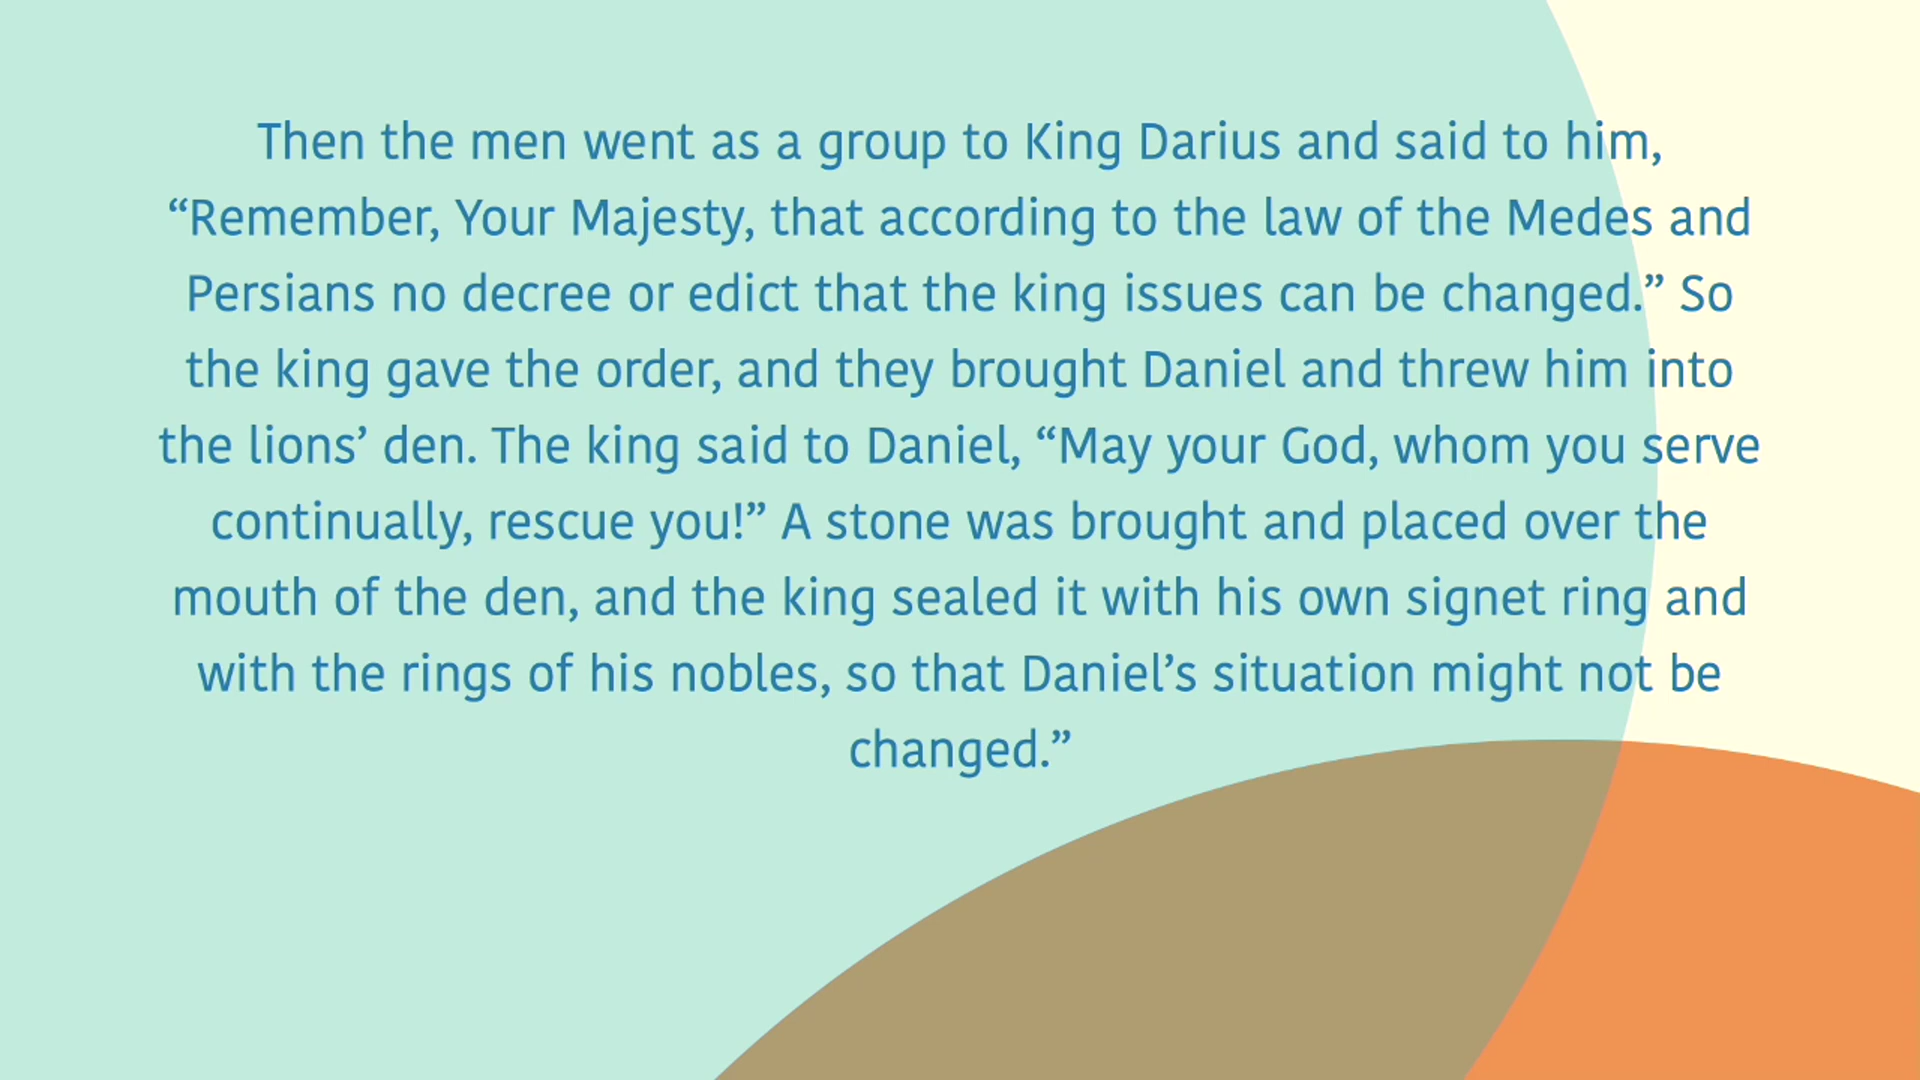 Then the men went as a group to King Darius and said to him,
“Remember, Your Majesty, that according to the law of the Medes and
Persians no decree or edict that the king issues can be changed.” So
the king gave the order, and they brought Daniel and threw him into
the lions’ den. The king said to Daniel, “May your God, whom you serve
continually, rescue you!” A stone was brought and placed over the
mouth of the den, and the king sealed it with his own signet ring and
with the rings of his nobles, so that Daniel’s situation might not be
changed.”